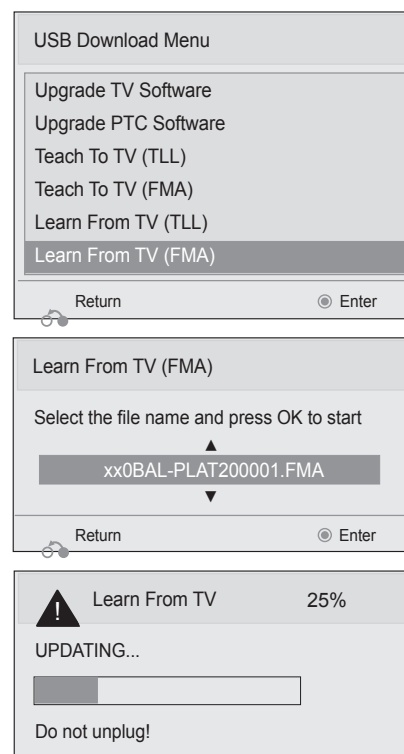 USB Download Menu
Upgrade TV Software
Upgrade PTC Software
Teach To TV (TLL)
Teach To TV (FMA)
Learn From TV (TLL)
Learn From TV (FMA)
Return ◉ Enter
Learn From TV (FMA)
Select the file name and press OK to start
▲
xx0BAL-PLAT200001.FMA
▼
Return ◉ Enter
! Learn From TV 25%
UPDATING...
Do not unplug!